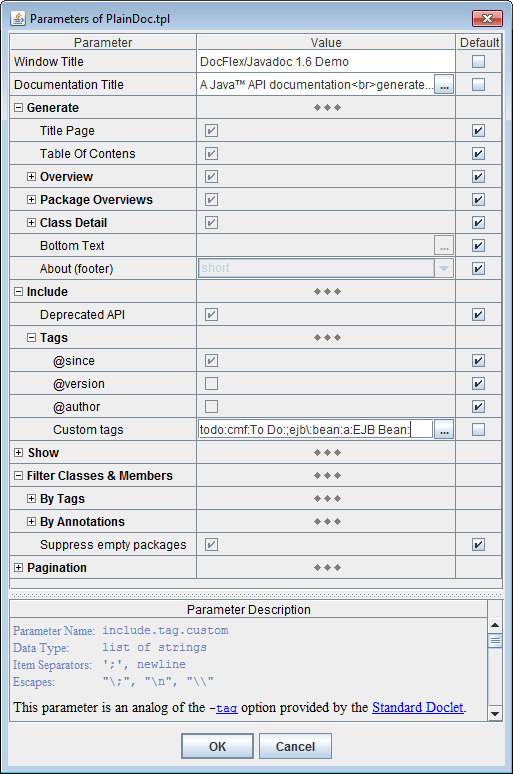 Parameters of PlainDoc.tpl
Parameter Value Default
Window Title DocFlex/Javadoc 1.6 Demo
Documentation Title A Java™ API documentation<br>generate... ...
Generate
Title Page
Table Of Contens
Overview
Package Overviews
Class Detail
Bottom Text ...
About (footer) short
Include
Deprecated API
Tags
@since
@version
@author
Custom tags todo:cmf:To Do:;ejb\:bean:a:EJB Bean: ...
Show
Filter Classes & Members
By Tags
By Annotations
Suppress empty packages
Pagination
Parameter Description
Parameter Name: include.tag.custom
Data Type: list of strings
Item Separators: ';', newline
Escapes: "\;", "\n", "\\"
This parameter is an analog of the -tag option provided by the Standard Doclet.
OK Cancel